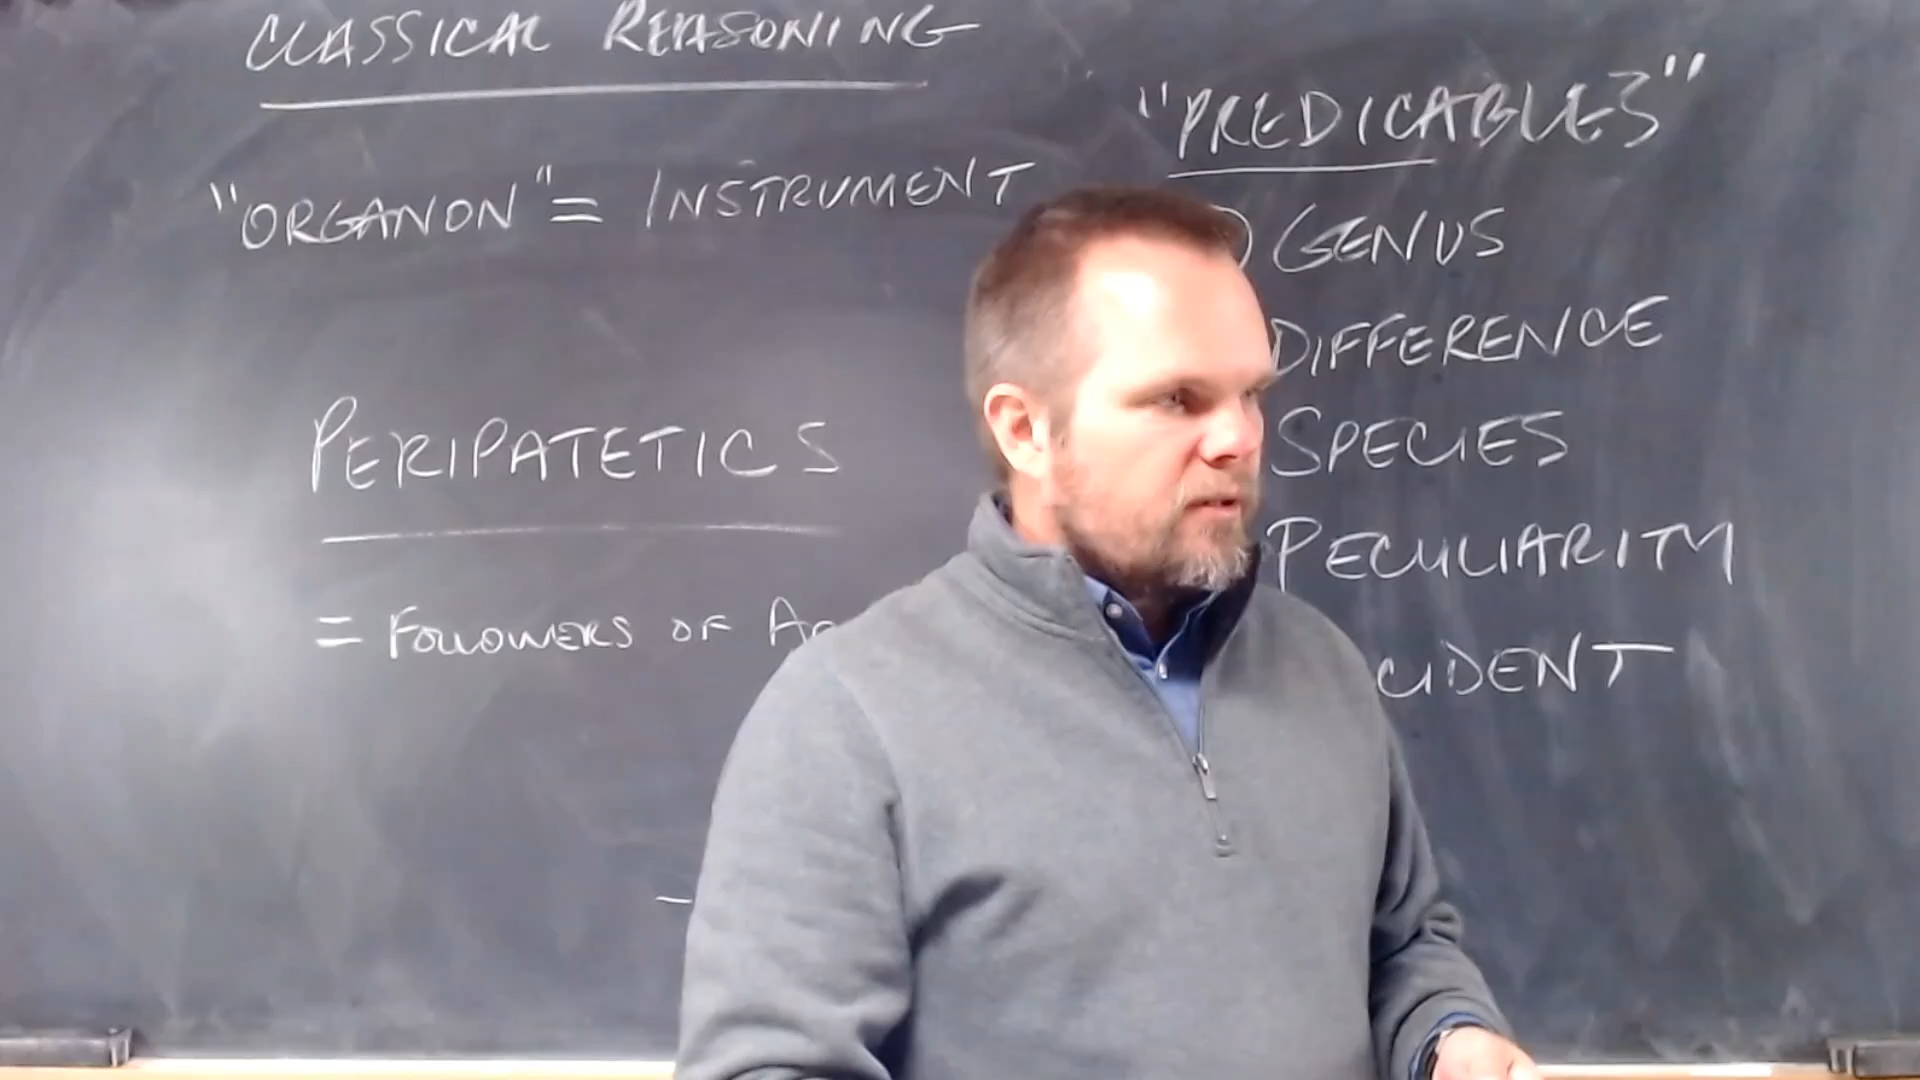 CLASSICAL REASONING
"ORGANON" = INSTRUMENT
PERIPATETICS
= FOLLOWERS OF
"PREDICABLES"
GENUS
DIFFERENCE
SPECIES
PECULIARITY
CIDENT